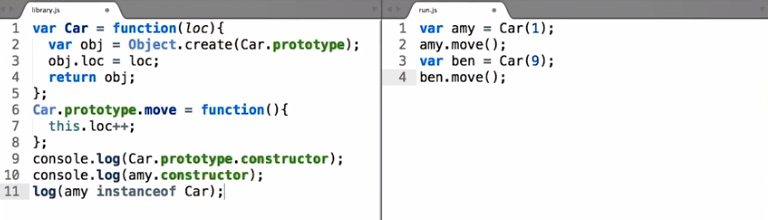 library.js
1 var Car = function(loc){
2   var obj = Object.create(Car.prototype);
3   obj.loc = loc;
4   return obj;
5 };
6 Car.prototype.move = function(){
7   this.loc++;
8 };
9 console.log(Car.prototype.constructor);
10 console.log(amy.constructor);
11 log(amy instanceof Car);
run.js
1 var amy = Car(1);
2 amy.move();
3 var ben = Car(9);
4 ben.move();